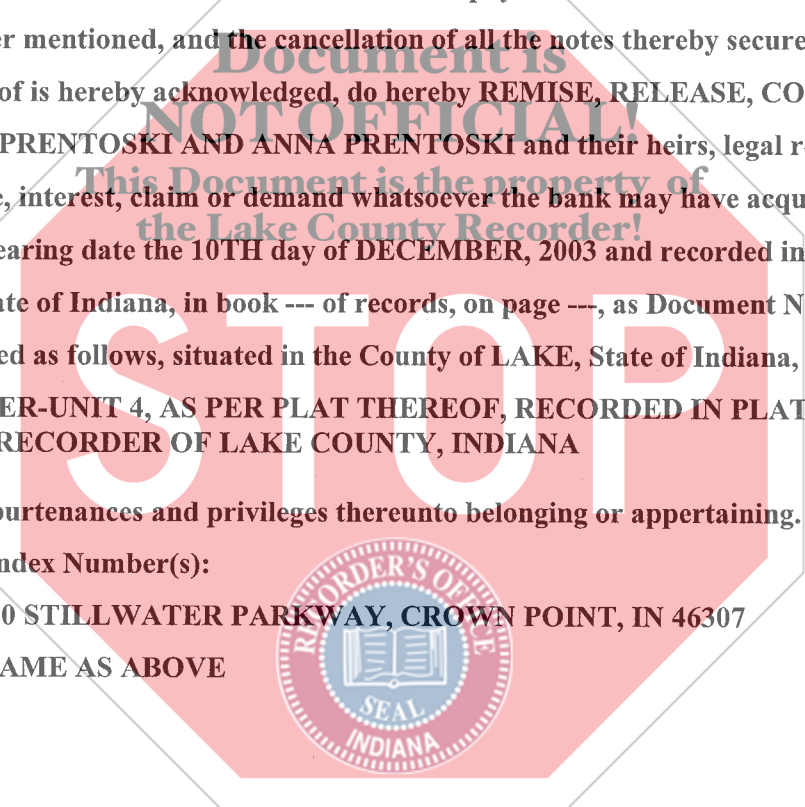 er mentioned, and the cancellation of all the notes thereby secure
Document is
of is hereby acknowledged, do hereby REMISE, RELEASE, CO
NOT OFFICIAL!
PRENTOSKI AND ANNA PRENTOSKI and their heirs, legal r
This Document is the property of
e, interest, claim or demand whatsoever the bank may have acqu
the Lake County Recorder!
earing date the 10TH day of DECEMBER, 2003 and recorded in
ate of Indiana, in book --- of records, on page ---, as Document N
STOP
ed as follows, situated in the County of LAKE, State of Indiana,
ER-UNIT 4, AS PER PLAT THEREOF, RECORDED IN PLAT
RECORDER OF LAKE COUNTY, INDIANA
purtenances and privileges thereunto belonging or appertaining.
ndex Number(s):
0 STILLWATER PARKWAY, CROWN POINT, IN 46307
AME AS ABOVE
RECORDER'S OFFICE
SEAL
INDIANA